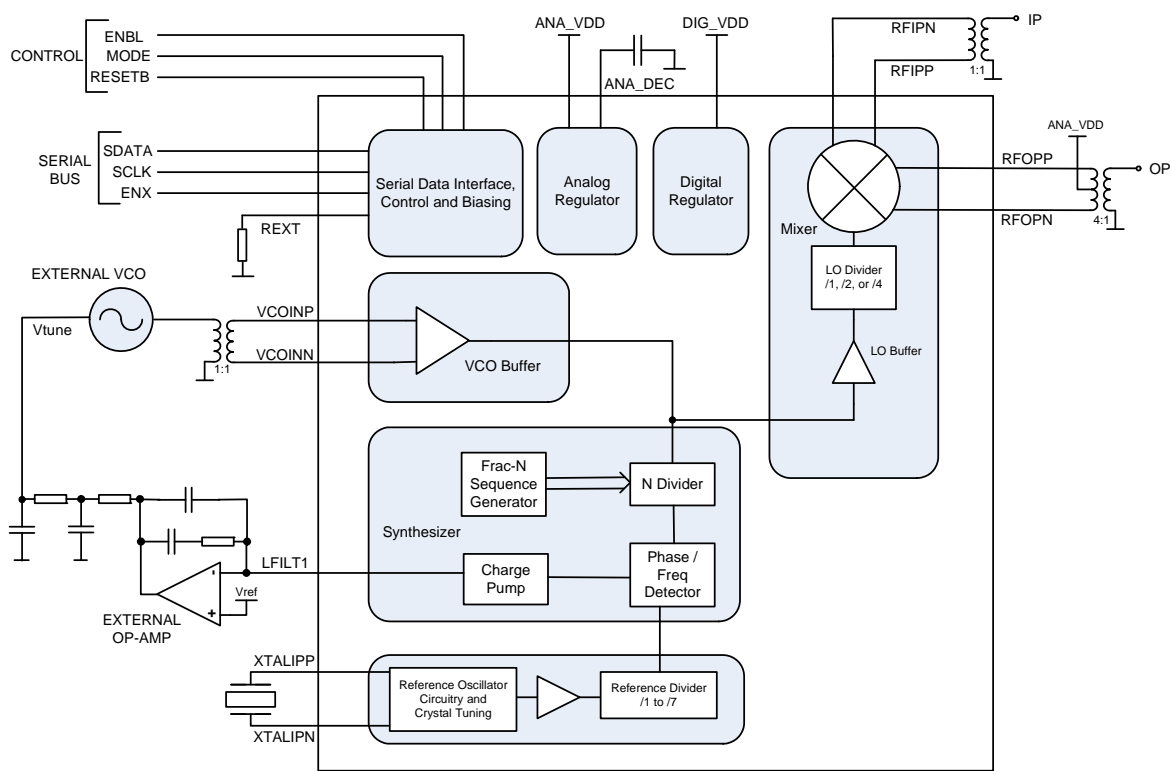 CONTROL
ENBL
MODE
RESETB
SERIAL
BUS
SDATA
SCLK
ENX
REXT
Serial Data Interface,
Control and Biasing
ANA_VDD
ANA_DEC
Analog
Regulator
DIG_VDD
Digital
Regulator
RFIPN
RFIPP
1:1
IP
ANA_VDD
RFOPP
RFOPN
4:1
OP
Mixer
LO Divider
/1, /2, or /4
LO Buffer
EXTERNAL VCO
Vtune
1:1
VCOINP
VCOINN
VCO Buffer
Frac-N
Sequence
Generator
N Divider
Synthesizer
Charge
Pump
Phase /
Freq
Detector
LFILT1
-
+
Vref
EXTERNAL
OP-AMP
XTALIPP
XTALIPN
Reference Oscillator
Circuitry and
Crystal Tuning
Reference Divider
/1 to /7